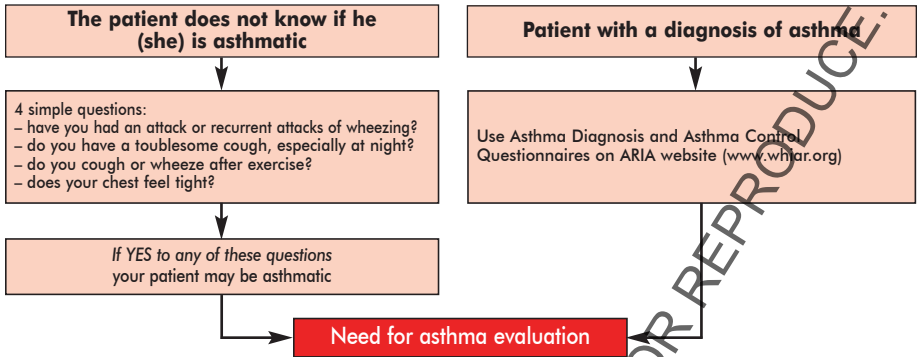 The patient does not know if he
(she) is asthmatic
4 simple questions:
– have you had an attack or recurrent attacks of wheezing?
– do you have a toublesome cough, especially at night?
– do you cough or wheeze after exercise?
– does your chest feel tight?
If YES to any of these questions
your patient may be asthmatic
Patient with a diagnosis of asthma
Use Asthma Diagnosis and Asthma Control
Questionnaires on ARIA website (www.whiar.org)
Need for asthma evaluation
OR REPRODUCE.